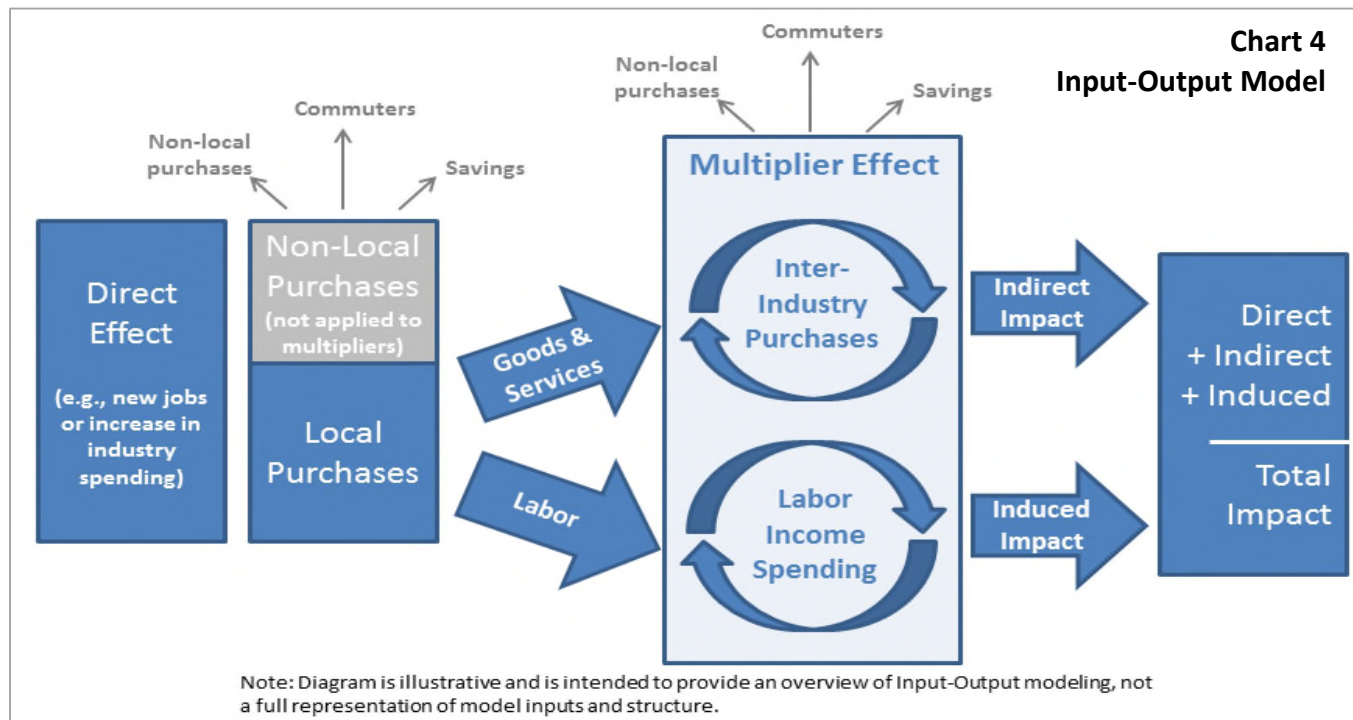 Chart 4
Input-Output Model
Commuters
Non-local
purchases
Savings
Commuters
Non-local
purchases
Savings
Direct
Effect
(e.g., new jobs
or increase in
industry
spending)
Non-Local
Purchases
(not applied to
multipliers)
Local
Purchases
Goods &
Services
Labor
Multiplier Effect
Inter-
Industry
Purchases
Labor
Income
Spending
Indirect
Impact
Induced
Impact
Direct
+ Indirect
+ Induced
Total
Impact
Note: Diagram is illustrative and is intended to provide an overview of Input-Output modeling, not
a full representation of model inputs and structure.